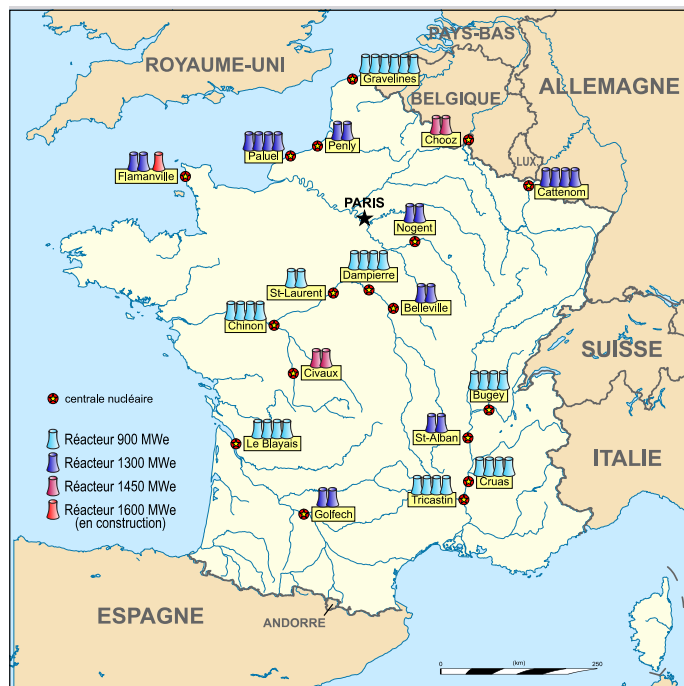 PAYS-BAS
ROYAUME-UNI
Gravelines
ALLEMAGNE
BELGIQUE
Penly
Chooz
Paluel
LUX.
Flamanville
Cattenom
PARIS
Nogent
Dampierre
St-Laurent
Belleville
Chinon
SUISSE
Civaux
Bugey
centrale nucléaire
Réacteur 900 MWe
Le Blayais
St-Alban
ITALIE
Réacteur 1300 MWe
Cruas
Réacteur 1450 MWe
Tricastin
Réacteur 1600 MWe
(en construction)
Golfech
ESPAGNE
ANDORRE
0
(km)
250